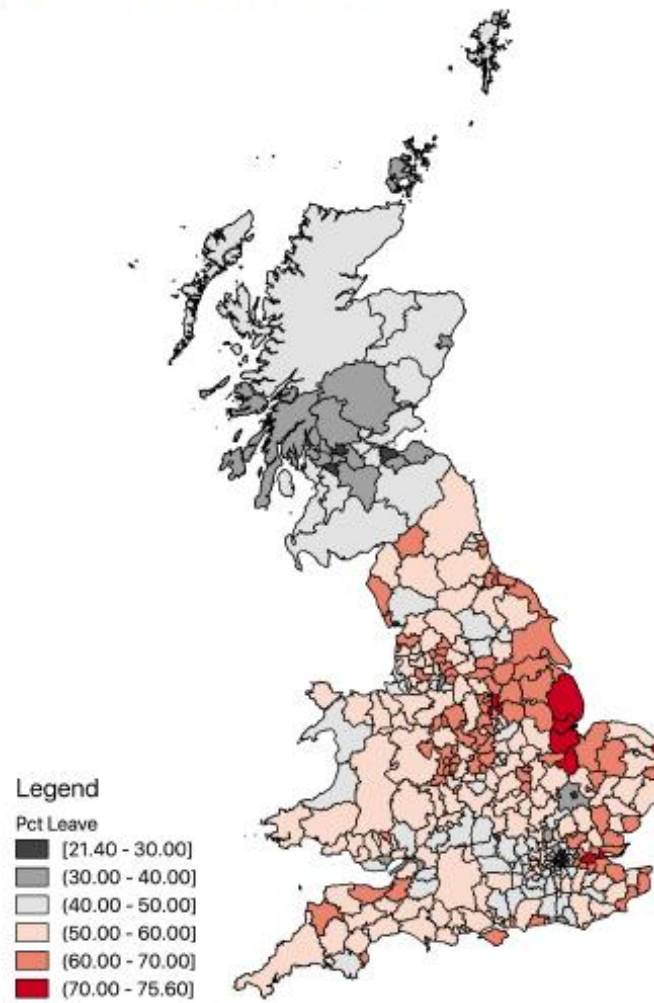 Legend
Pct Leave
[21.40 - 30.00]
(30.00 - 40.00]
(40.00 - 50.00]
(50.00 - 60.00]
(60.00 - 70.00]
(70.00 - 75.60]